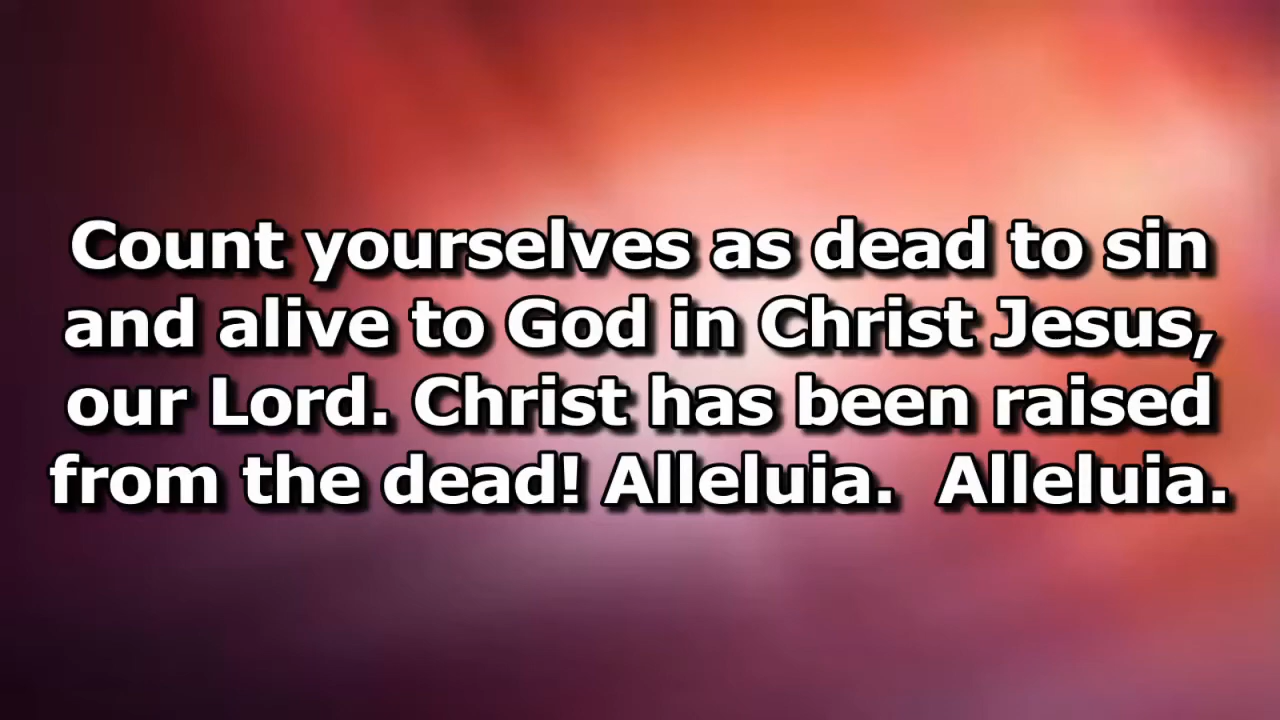 Count yourselves as dead to sin
and alive to God in Christ Jesus,
our Lord. Christ has been raised
from the dead! Alleluia.  Alleluia.